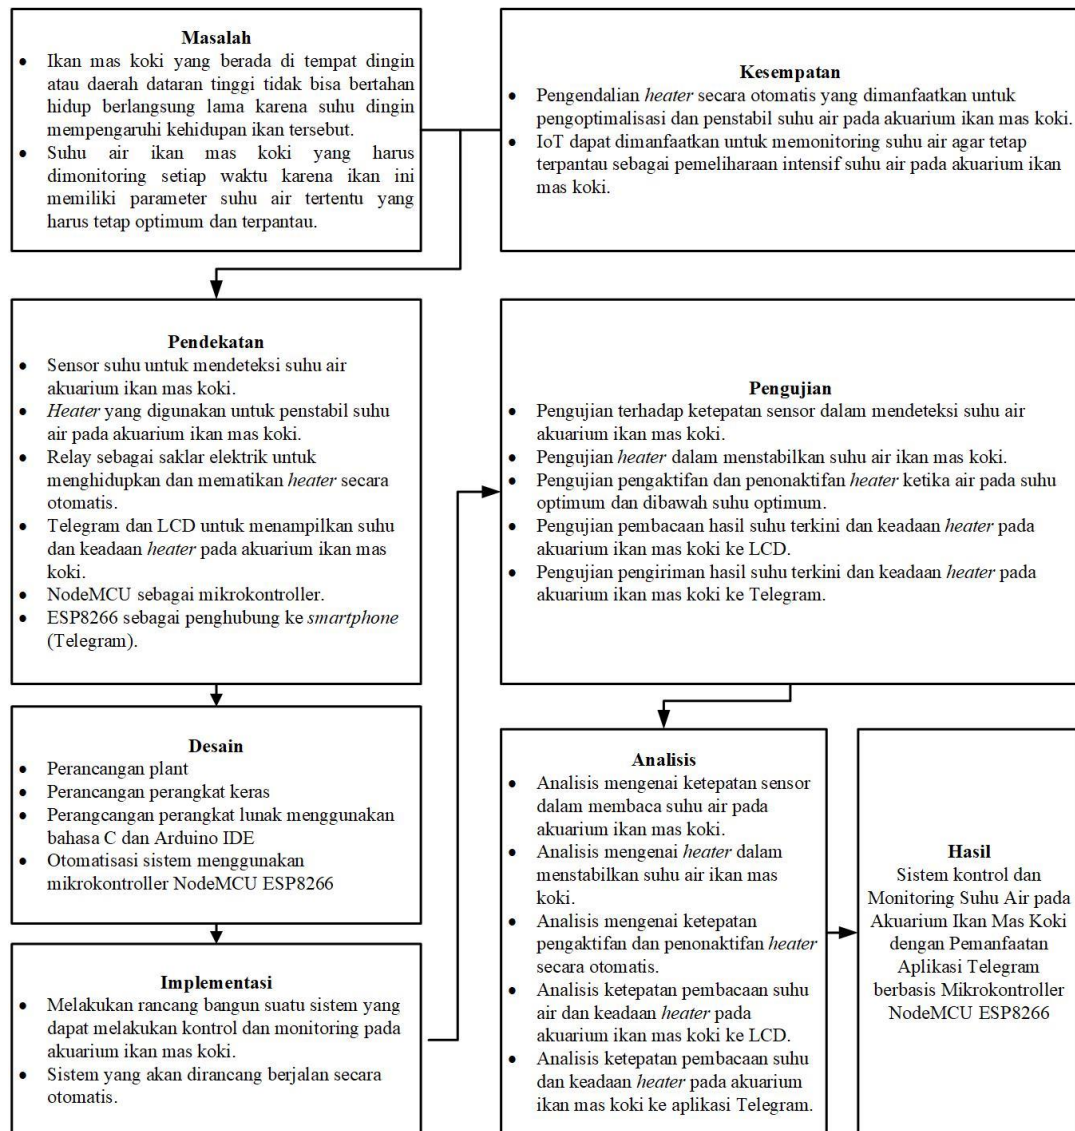 Masalah
• Ikan mas koki yang berada di tempat dingin
atau daerah dataran tinggi tidak bisa bertahan
hidup berlangsung lama karena suhu dingin
mempengaruhi kehidupan ikan tersebut.
• Suhu air ikan mas koki yang harus
dimonitoring setiap waktu karena ikan ini
memiliki parameter suhu air tertentu yang
harus tetap optimum dan terpantau.
Kesempatan
• Pengendalian heater secara otomatis yang dimanfaatkan untuk
pengoptimalisasi dan penstabil suhu air pada akuarium ikan mas koki.
• IoT dapat dimanfaatkan untuk memonitoring suhu air agar tetap
terpantau sebagai pemeliharaan intensif suhu air pada akuarium ikan
mas koki.
Pendekatan
• Sensor suhu untuk mendeteksi suhu air
akuarium ikan mas koki.
• Heater yang digunakan untuk penstabil suhu
air pada akuarium ikan mas koki.
• Relay sebagai saklar elektrik untuk
menghidupkan dan mematikan heater secara
otomatis.
• Telegram dan LCD untuk menampilkan suhu
dan keadaan heater pada akuarium ikan mas
koki.
• NodeMCU sebagai mikrokontroller.
• ESP8266 sebagai penghubung ke smartphone
(Telegram).
Desain
• Perancangan plant
• Perancangan perangkat keras
• Perangcangan perangkat lunak menggunakan
bahasa C dan Arduino IDE
• Otomatisasi sistem menggunakan
mikrokontroller NodeMCU ESP8266
Implementasi
• Melakukan rancang bangun suatu sistem yang
dapat melakukan kontrol dan monitoring pada
akuarium ikan mas koki.
• Sistem yang akan dirancang berjalan secara
otomatis.
Pengujian
• Pengujian terhadap ketepatan sensor dalam mendeteksi suhu air
akuarium ikan mas koki.
• Pengujian heater dalam menstabilkan suhu air ikan mas koki.
• Pengujian pengaktifan dan penonaktifan heater ketika air pada suhu
optimum dan dibawah suhu optimum.
• Pengujian pembacaan hasil suhu terkini dan keadaan heater pada
akuarium ikan mas koki ke LCD.
• Pengujian pengiriman hasil suhu terkini dan keadaan heater pada
akuarium ikan mas koki ke Telegram.
Analisis
• Analisis mengenai ketepatan sensor
dalam membaca suhu air pada
akuarium ikan mas koki.
• Analisis mengenai heater dalam
menstabilkan suhu air ikan mas
koki.
• Analisis mengenai ketepatan
pengaktifan dan penonaktifan heater
secara otomatis.
• Analisis ketepatan pembacaan suhu
air dan keadaan heater pada
akuarium ikan mas koki ke LCD.
• Analisis ketepatan pembacaan suhu
dan keadaan heater pada akuarium
ikan mas koki ke aplikasi Telegram.
Hasil
Sistem kontrol dan
Monitoring Suhu Air pada
Akuarium Ikan Mas Koki
dengan Pemanfaatan
Aplikasi Telegram
berbasis Mikrokontroller
NodeMCU ESP8266